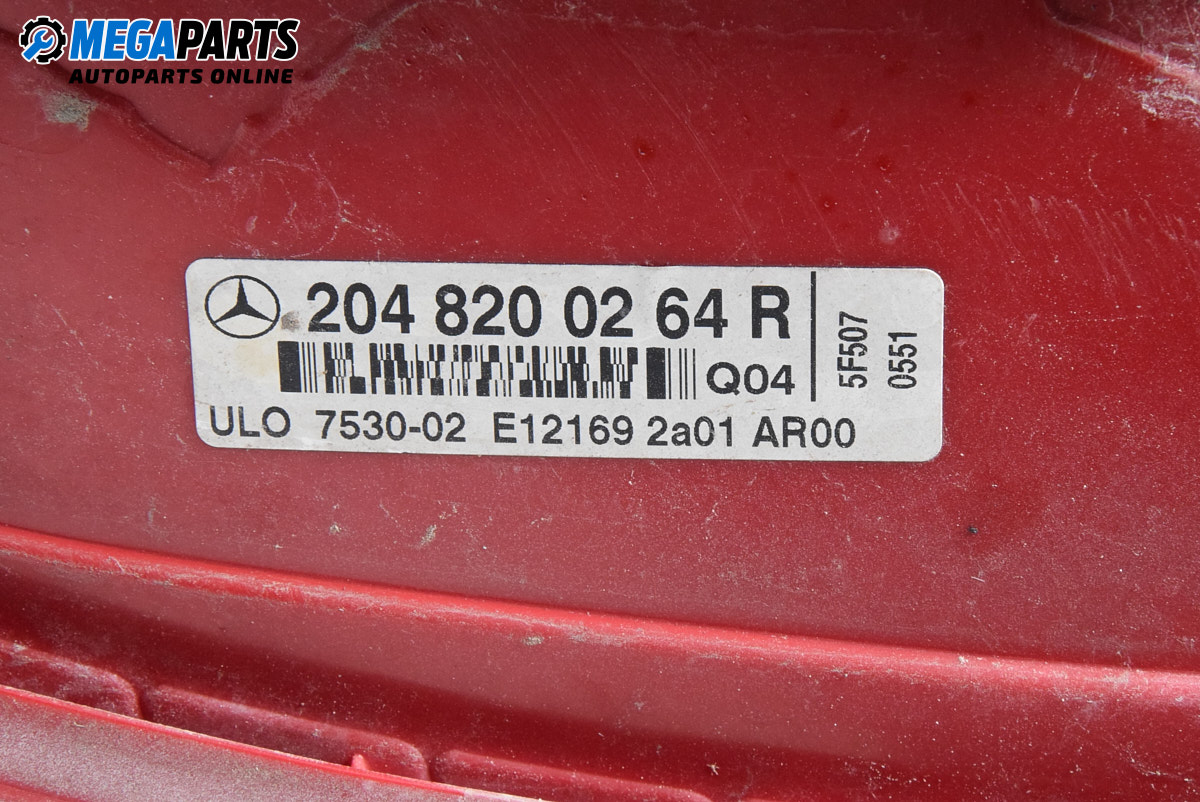 MEGAPARTS
AUTOPARTS ONLINE
204 820 02 64 R
Q04
5F507
0551
ULO 7530-02 E12169 2a01 AR00